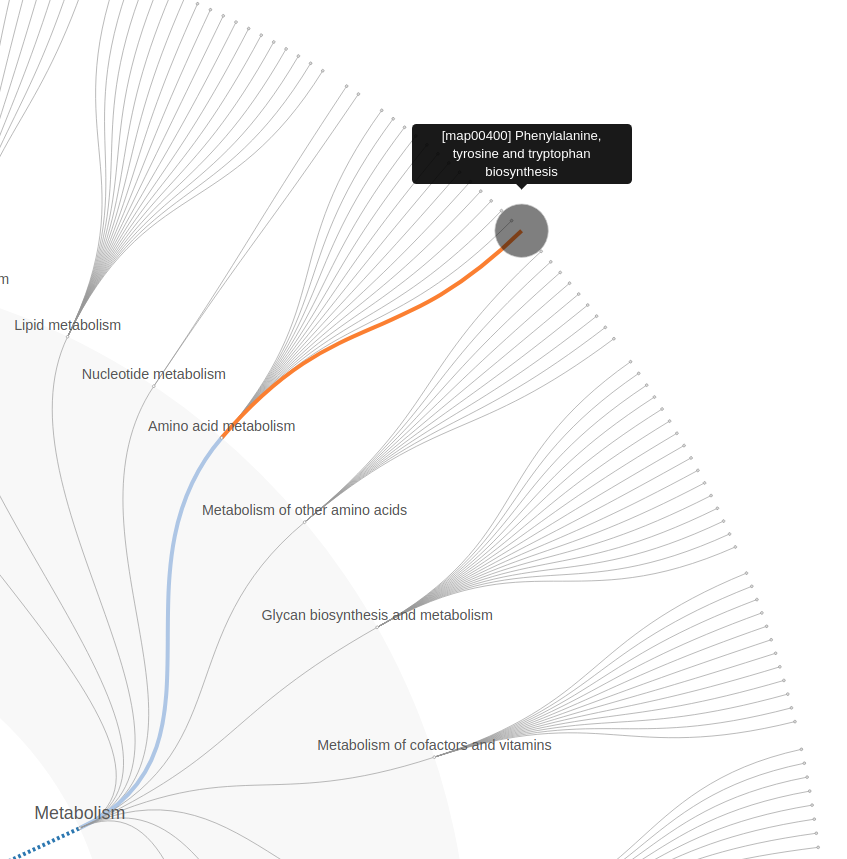 [map00400] Phenylalanine,
tyrosine and tryptophan
biosynthesis
m
Lipid metabolism
Nucleotide metabolism
Amino acid metabolism
Metabolism of other amino acids
Glycan biosynthesis and metabolism
Metabolism of cofactors and vitamins
Metabolism